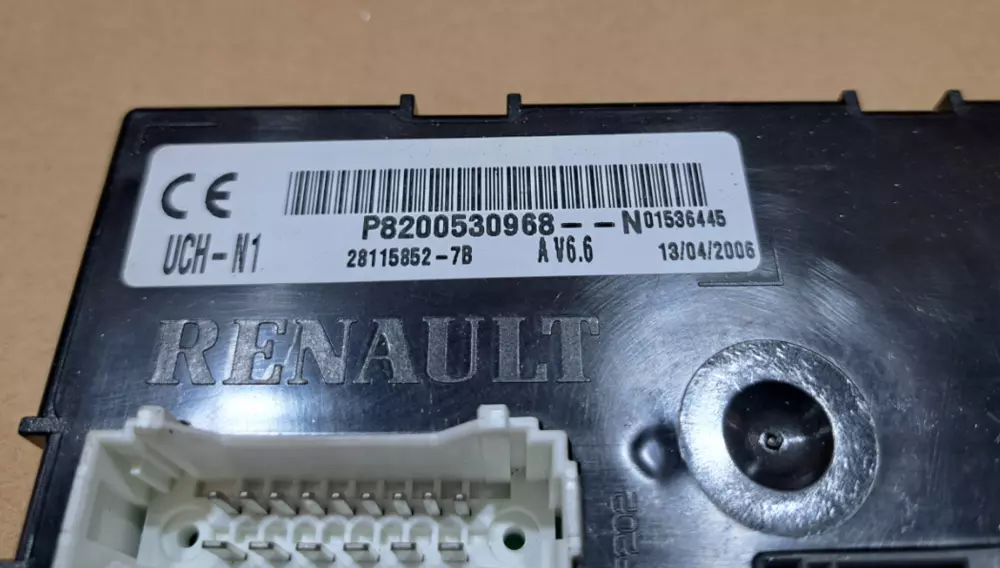 CE
P8200530968--N01536445
UCH-N1 28115852-7B A V6.6 13/04/2006
RENAULT